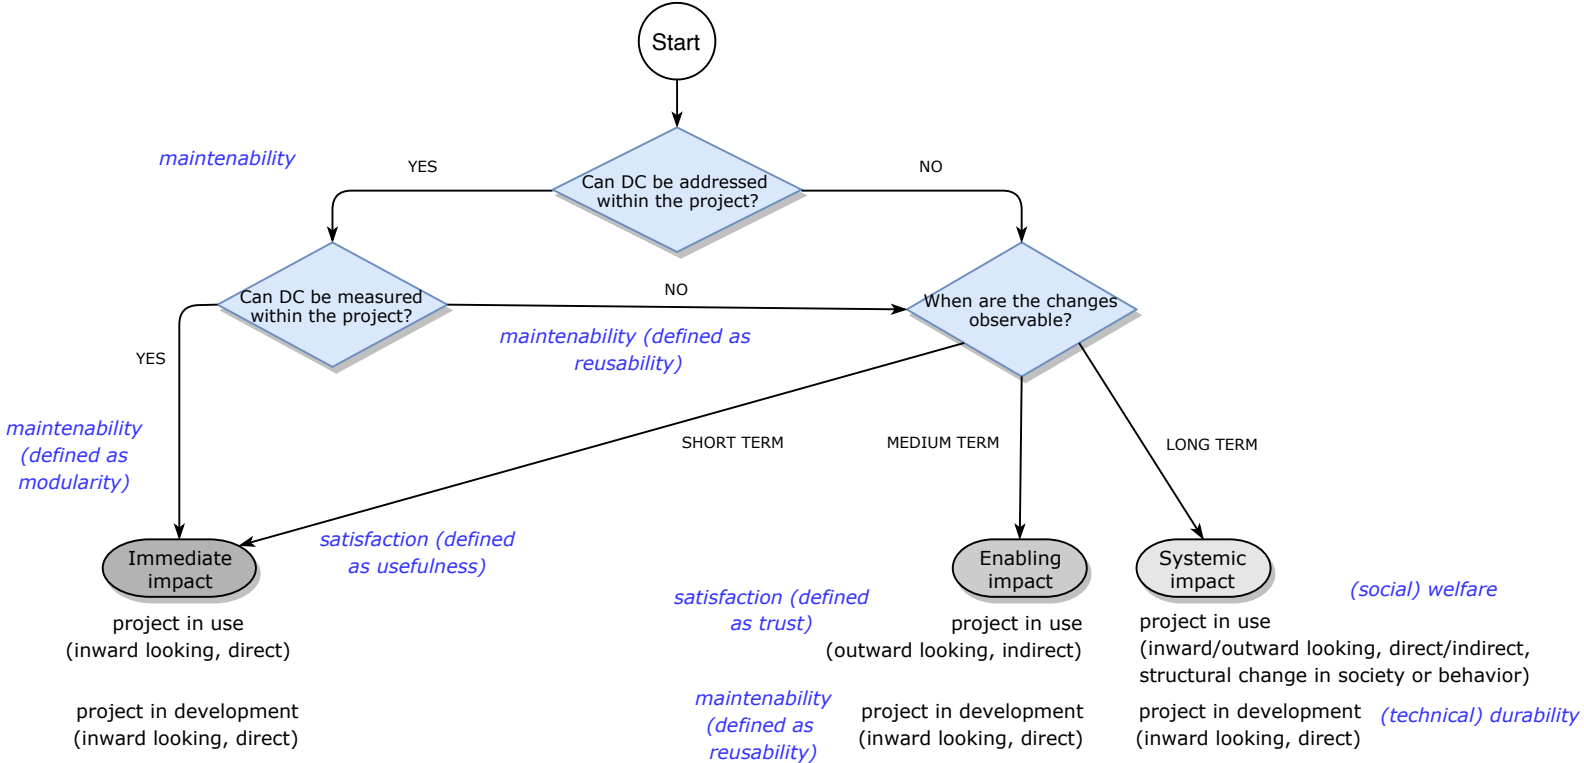 Start
maintenability
YES
NO
Can DC be addressed
within the project?
Can DC be measured
within the project?
NO
When are the changes
observable?
maintenability (defined as
reusability)
YES
maintenability
(defined as
modularity)
SHORT TERM
MEDIUM TERM
LONG TERM
satisfaction (defined
as usefulness)
Immediate
impact
Enabling
impact
Systemic
impact
project in use
(inward looking, direct)
satisfaction (defined
as trust)
project in use
(outward looking, indirect)
(social) welfare
project in use
(inward/outward looking, direct/indirect,
structural change in society or behavior)
project in development
(inward looking, direct)
maintenability
(defined as
reusability)
project in development
(inward looking, direct)
project in development
(inward looking, direct)
(technical) durability